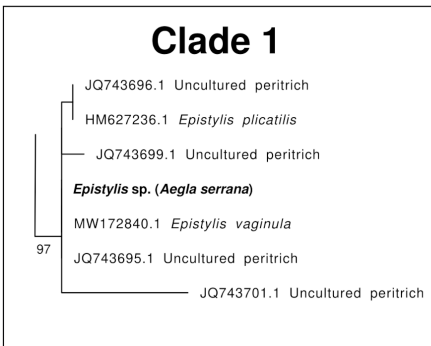 Clade 1
JQ743696.1 Uncultured peritrich
HM627236.1 Epistylis plicatilis
JQ743699.1 Uncultured peritrich
Epistylis sp. (Aegla serrana)
MW172840.1 Epistylis vaginula
97
JQ743695.1 Uncultured peritrich
JQ743701.1 Uncultured peritrich